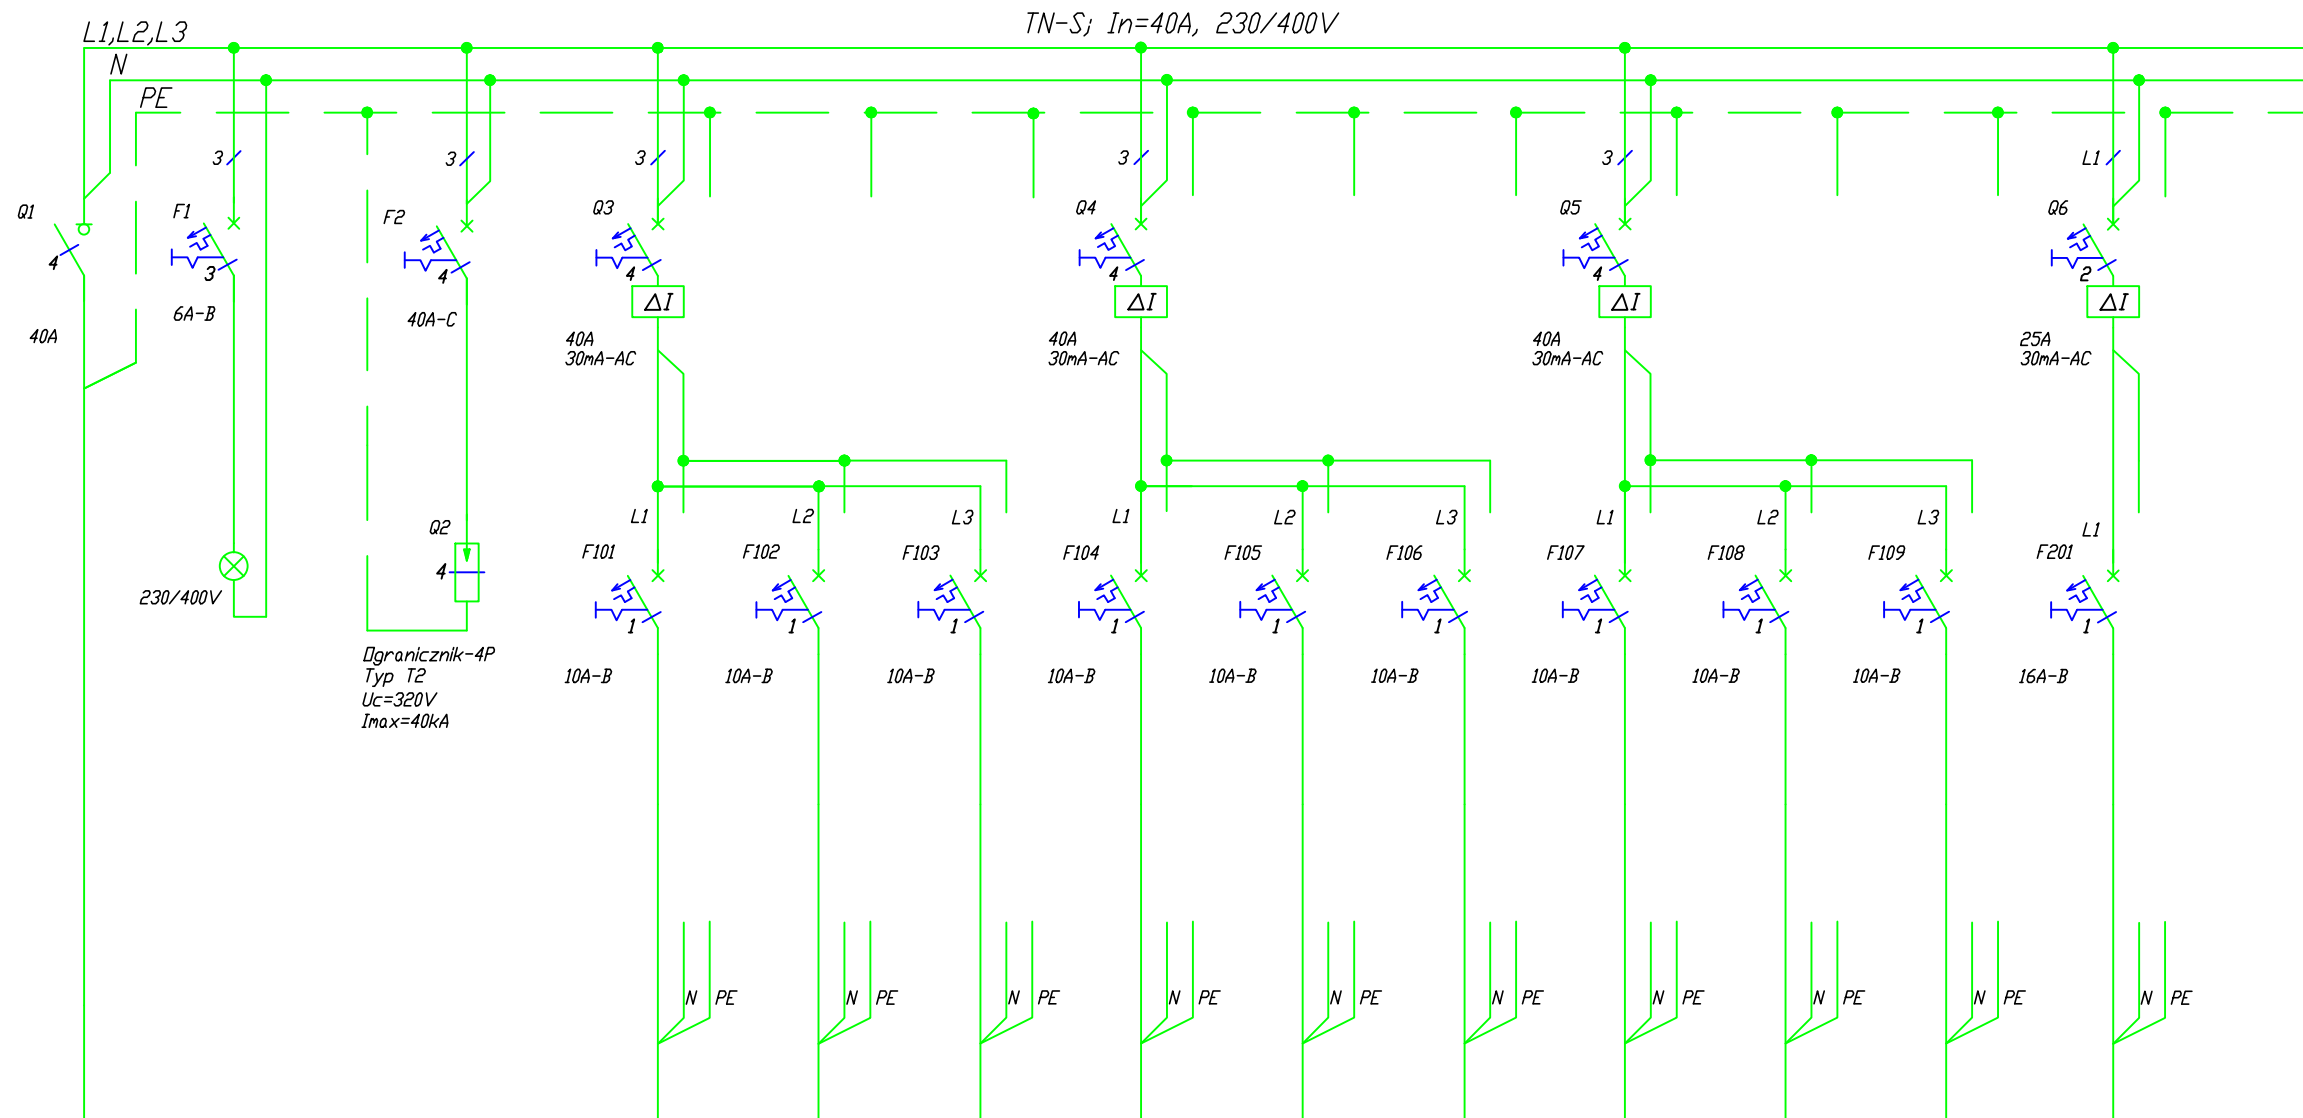 L1,L2,L3
TN-S; In=40A, 230/400V
N
PE
3
3
3
3
3
L1
Q1
F1
F2
Q3
Q4
Q5
Q6
4
3
4
4
4
4
2
ΔI
ΔI
ΔI
ΔI
40A
6A-B
40A-C
40A
30mA-AC
40A
30mA-AC
40A
30mA-AC
25A
30mA-AC
L1
L2
L3
L1
L2
L3
L1
L2
L3
L1
Q2
F101
F102
F103
F104
F105
F106
F107
F108
F109
F201
4
230/400V
1
1
1
1
1
1
1
1
1
1
Ogranicznik-4P
Typ T2
Uc=320V
Imax=40kA
10A-B
10A-B
10A-B
10A-B
10A-B
10A-B
10A-B
10A-B
10A-B
16A-B
N PE
N PE
N PE
N PE
N PE
N PE
N PE
N PE
N PE
N PE